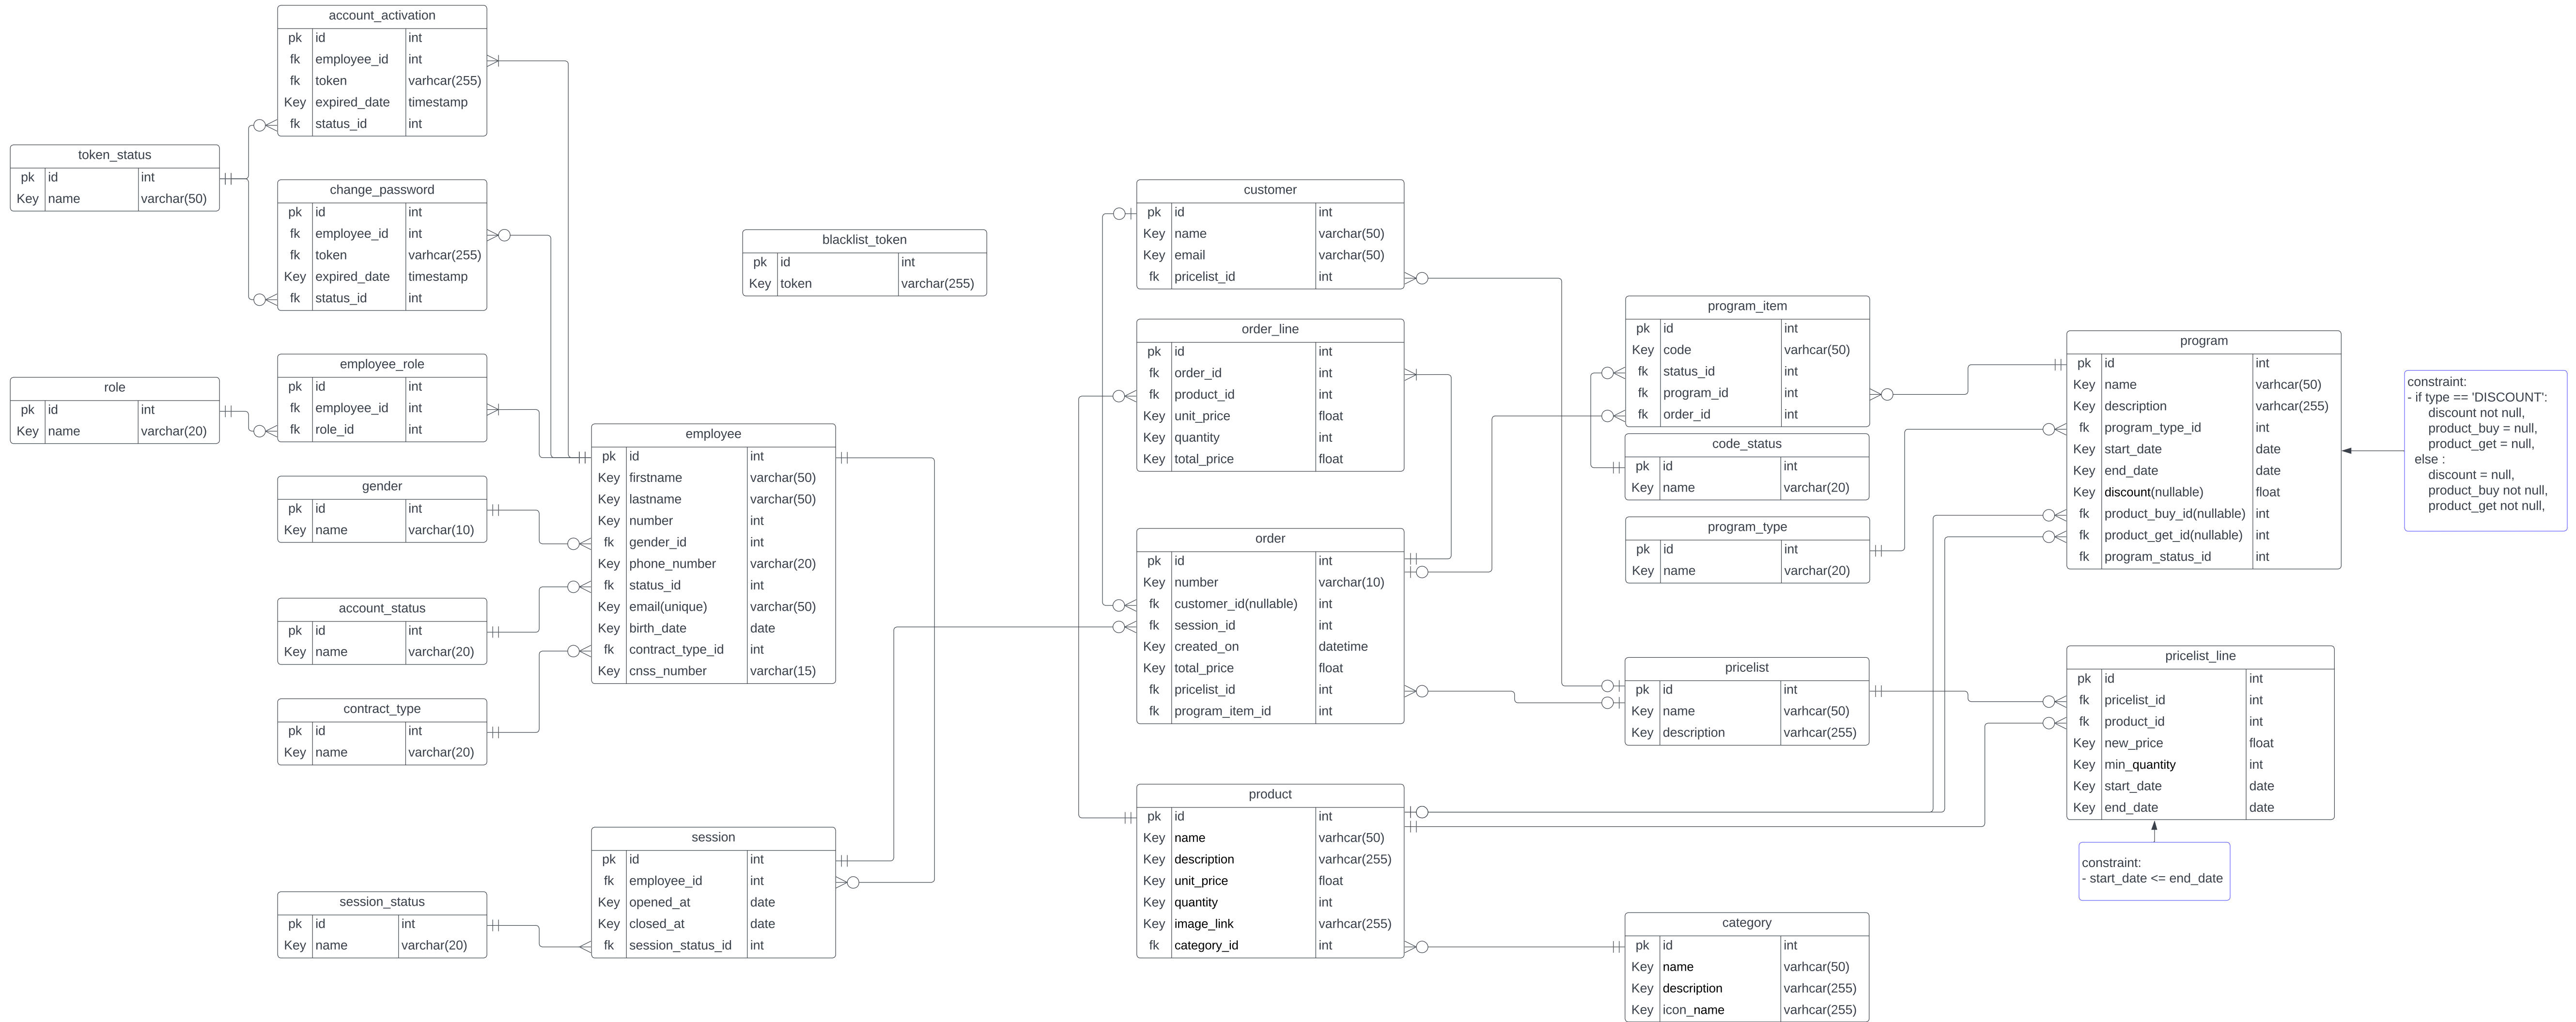 account_activation
pk id int
fk employee_id int
fk token varhcar(255)
Key expired_date timestamp
fk status_id int
token_status
pk id int
Key name varchar(50)
change_password
pk id int
fk employee_id int
fk token varhcar(255)
Key expired_date timestamp
fk status_id int
role
pk id int
Key name varchar(20)
employee_role
pk id int
fk employee_id int
fk role_id int
gender
pk id int
Key name varchar(10)
account_status
pk id int
Key name varchar(20)
contract_type
pk id int
Key name varchar(20)
session_status
pk id int
Key name varchar(20)
blacklist_token
pk id int
Key token varchar(255)
employee
pk id int
Key firstname varchar(50)
Key lastname varchar(50)
Key number int
fk gender_id int
Key phone_number varchar(20)
fk status_id int
Key email(unique) varchar(50)
Key birth_date date
fk contract_type_id int
Key cnss_number varchar(15)
session
pk id int
fk employee_id int
Key opened_at date
Key closed_at date
fk session_status_id int
customer
pk id int
Key name varchar(50)
Key email varchar(50)
fk pricelist_id int
order_line
pk id int
fk order_id int
fk product_id int
Key unit_price float
Key quantity int
Key total_price float
order
pk id int
Key number varchar(10)
fk customer_id(nullable) int
fk session_id int
Key created_on datetime
Key total_price float
fk pricelist_id int
fk program_item_id int
product
pk id int
Key name varhcar(50)
Key description varhcar(255)
Key unit_price float
Key quantity int
Key image_link varhcar(255)
fk category_id int
program_item
pk id int
Key code varhcar(50)
fk status_id int
fk program_id int
fk order_id int
code_status
pk id int
Key name varchar(20)
program_type
pk id int
Key name varchar(20)
pricelist
pk id int
Key name varhcar(50)
Key description varhcar(255)
category
pk id int
Key name varhcar(50)
Key description varhcar(255)
Key icon_name varhcar(255)
program
pk id int
Key name varhcar(50)
Key description varhcar(255)
fk program_type_id int
Key start_date date
Key end_date date
Key discount(nullable) float
fk product_buy_id(nullable) int
fk product_get_id(nullable) int
fk program_status_id int
pricelist_line
pk id int
fk pricelist_id int
fk product_id int
Key new_price float
Key min_quantity int
Key start_date date
Key end_date date
constraint:
- start_date <= end_date
constraint:
- if type == 'DISCOUNT':
discount not null,
product_buy = null,
product_get = null,
else :
discount = null,
product_buy not null,
product_get not null,